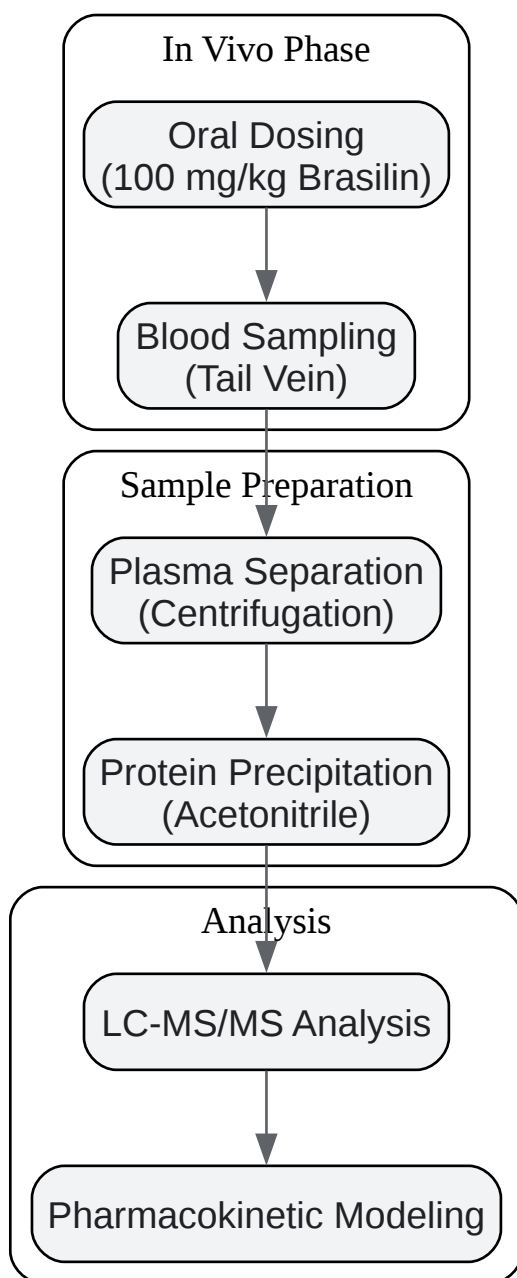 In Vivo Phase
Oral Dosing
(100 mg/kg Brasilin)
Blood Sampling
(Tail Vein)
Sample Preparation
Plasma Separation
(Centrifugation)
Protein Precipitation
(Acetonitrile)
Analysis
LC-MS/MS Analysis
Pharmacokinetic Modeling